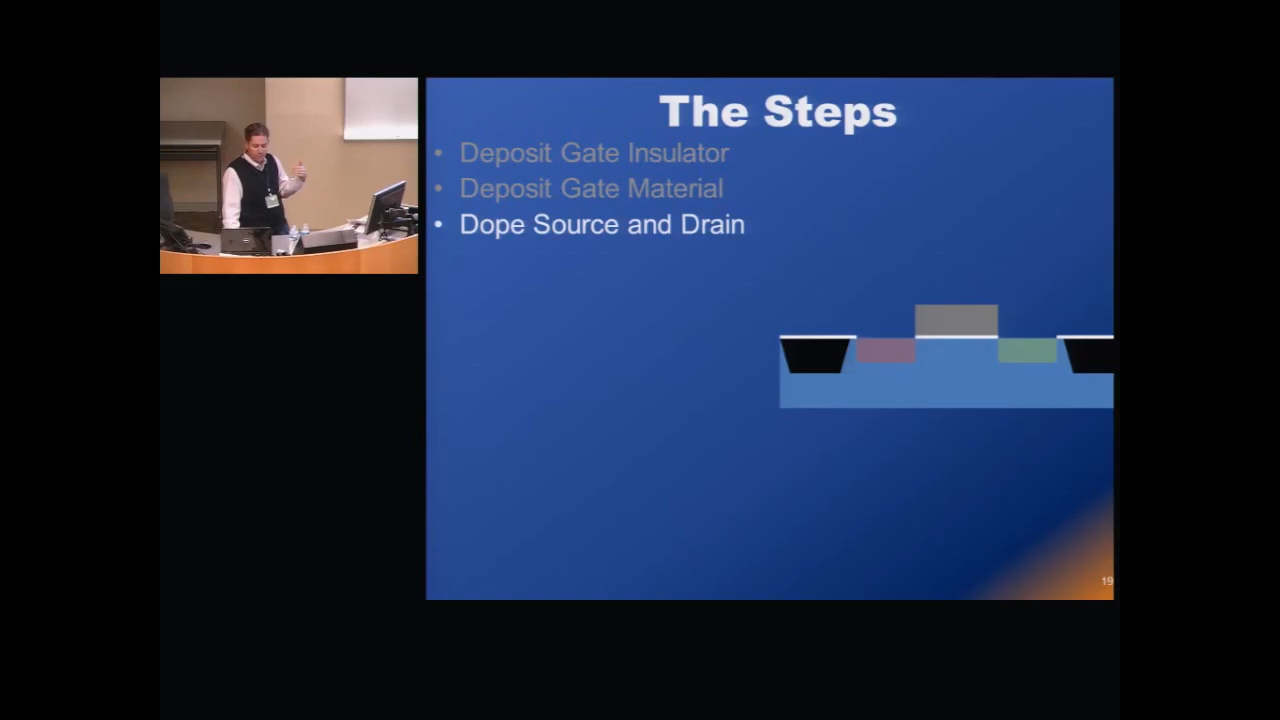 The Steps
• Deposit Gate Insulator
• Deposit Gate Material
• Dope Source and Drain
19